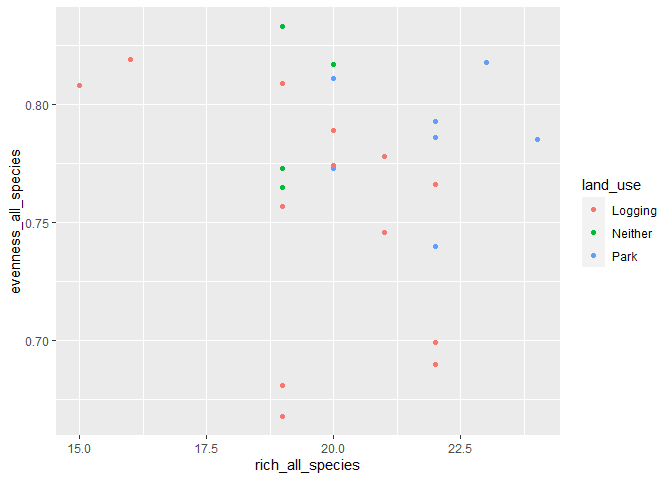 evenness_all_species
0.80
0.75
0.70
15.0
17.5
20.0
22.5
rich_all_species
land_use
Logging
Neither
Park